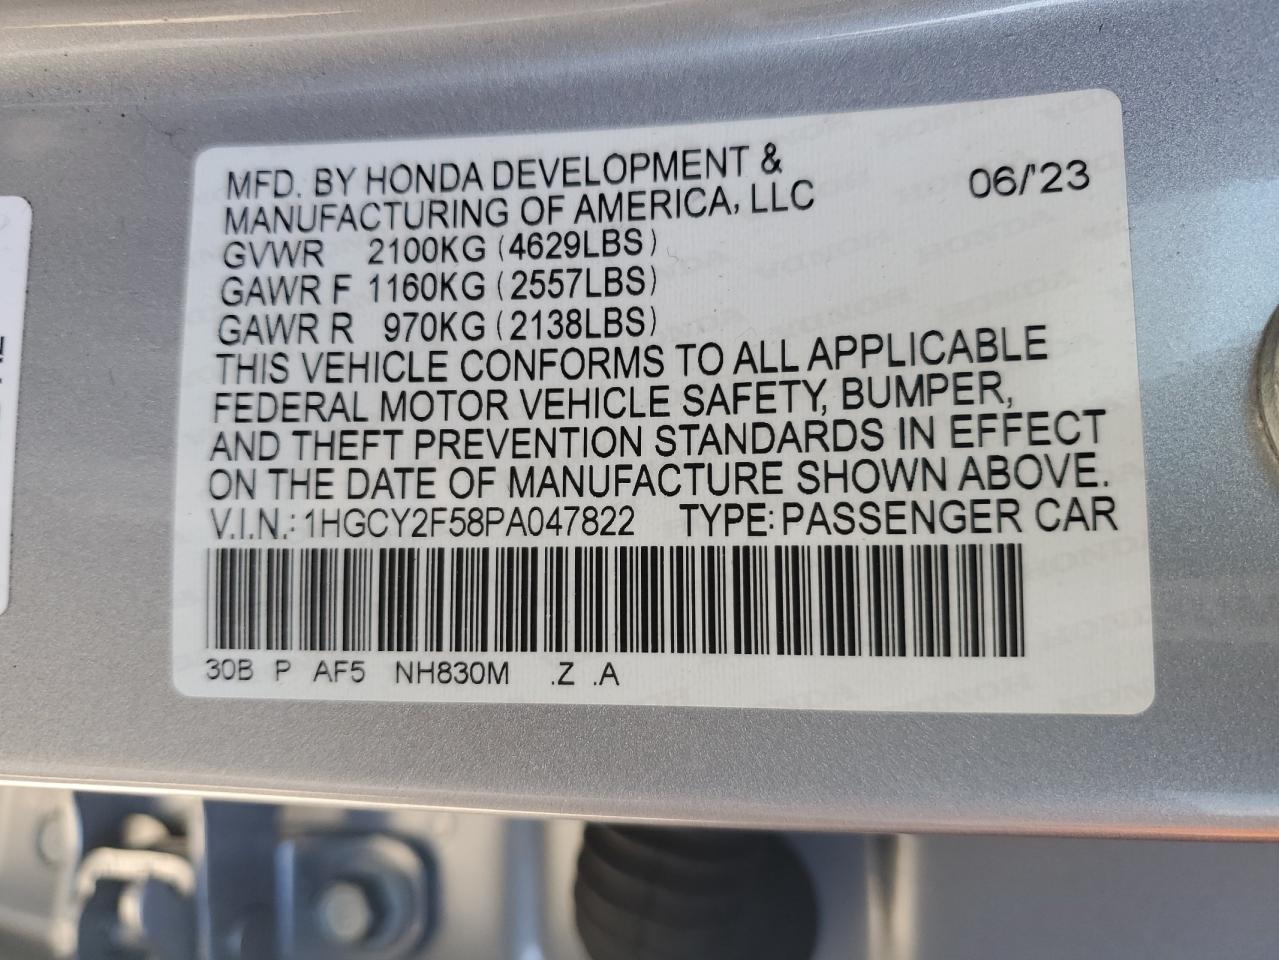 MFD. BY HONDA DEVELOPMENT &
MANUFACTURING OF AMERICA, LLC
06/'23
GVWR 2100KG (4629LBS)
GAWR F 1160KG (2557LBS)
GAWR R 970KG (2138LBS)
THIS VEHICLE CONFORMS TO ALL APPLICABLE
FEDERAL MOTOR VEHICLE SAFETY, BUMPER,
AND THEFT PREVENTION STANDARDS IN EFFECT
ON THE DATE OF MANUFACTURE SHOWN ABOVE.
V.I.N.: 1HGCY2F58PA047822 TYPE: PASSENGER CAR
30B P AF5 NH830M .Z .A